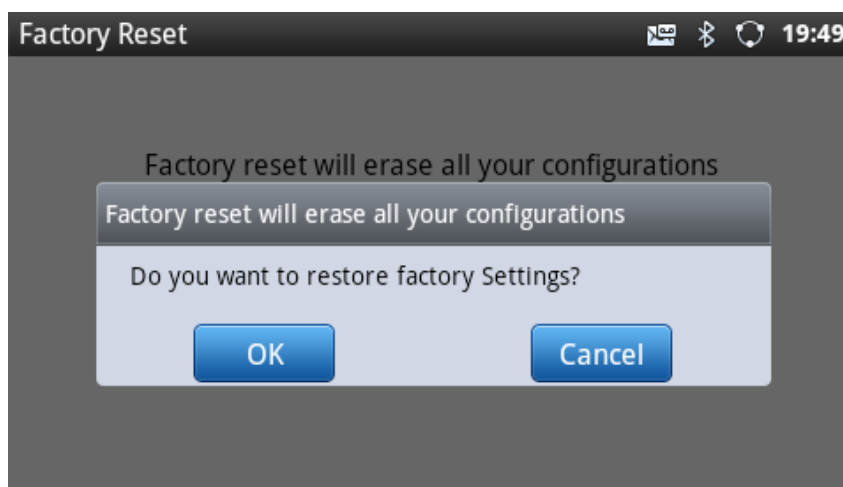 Factory Reset 19:49
Factory reset will erase all your configurations
Factory reset will erase all your configurations
Do you want to restore factory Settings?
OK Cancel